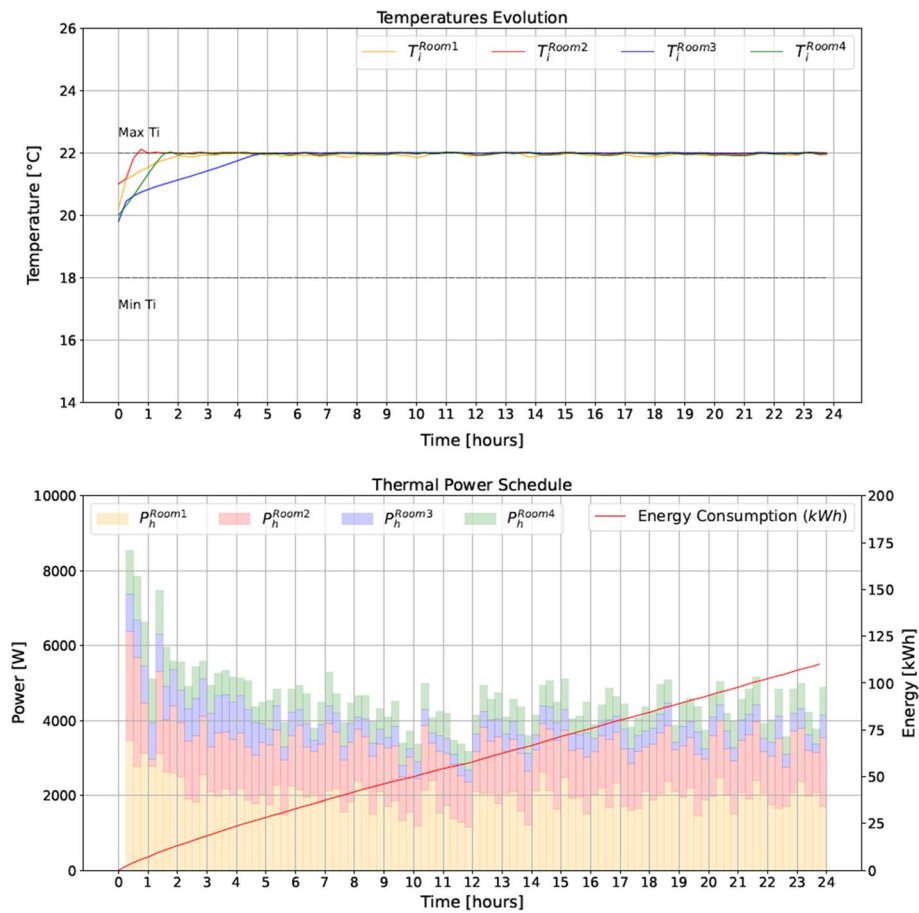 Temperatures Evolution
26
24
22
20
18
16
14
Temperature [°C]
T_i^{Room1} T_i^{Room2} T_i^{Room3} T_i^{Room4}
Max Ti
Min Ti
0 1 2 3 4 5 6 7 8 9 10 11 12 13 14 15 16 17 18 19 20 21 22 23 24
Time [hours]
Thermal Power Schedule
10000
8000
6000
4000
2000
0
Power [W]
P_h^{Room1} P_h^{Room2} P_h^{Room3} P_h^{Room4}
Energy Consumption (kWh)
200
175
150
125
100
75
50
25
0
Energy [kWh]
0 1 2 3 4 5 6 7 8 9 10 11 12 13 14 15 16 17 18 19 20 21 22 23 24
Time [hours]